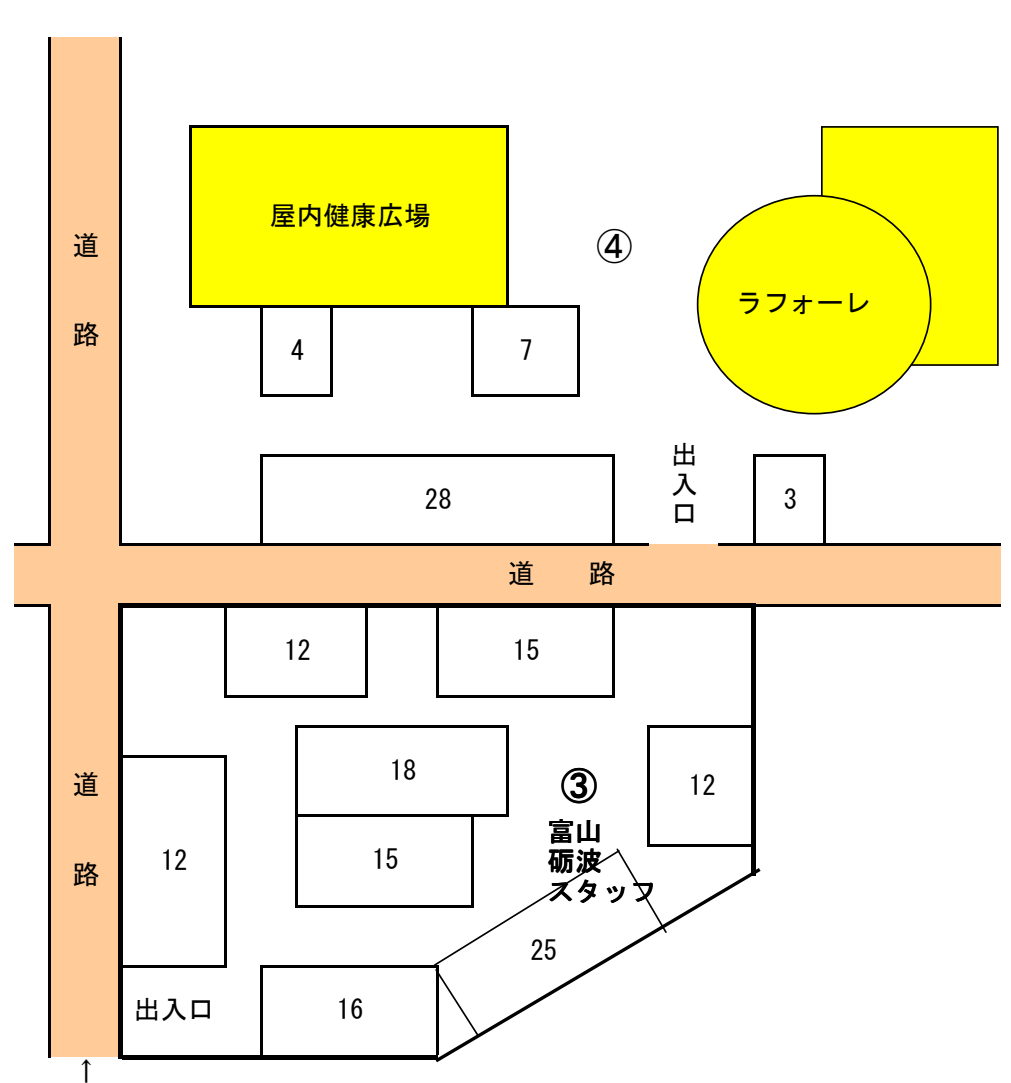 道
路
屋内健康広場
④
ラフォーレ
4
7
28
出
入
口
3
道 路
12
15
18
③
12
富山
砺波
スタッフ
道
路
12
15
25
出入口
16
↑